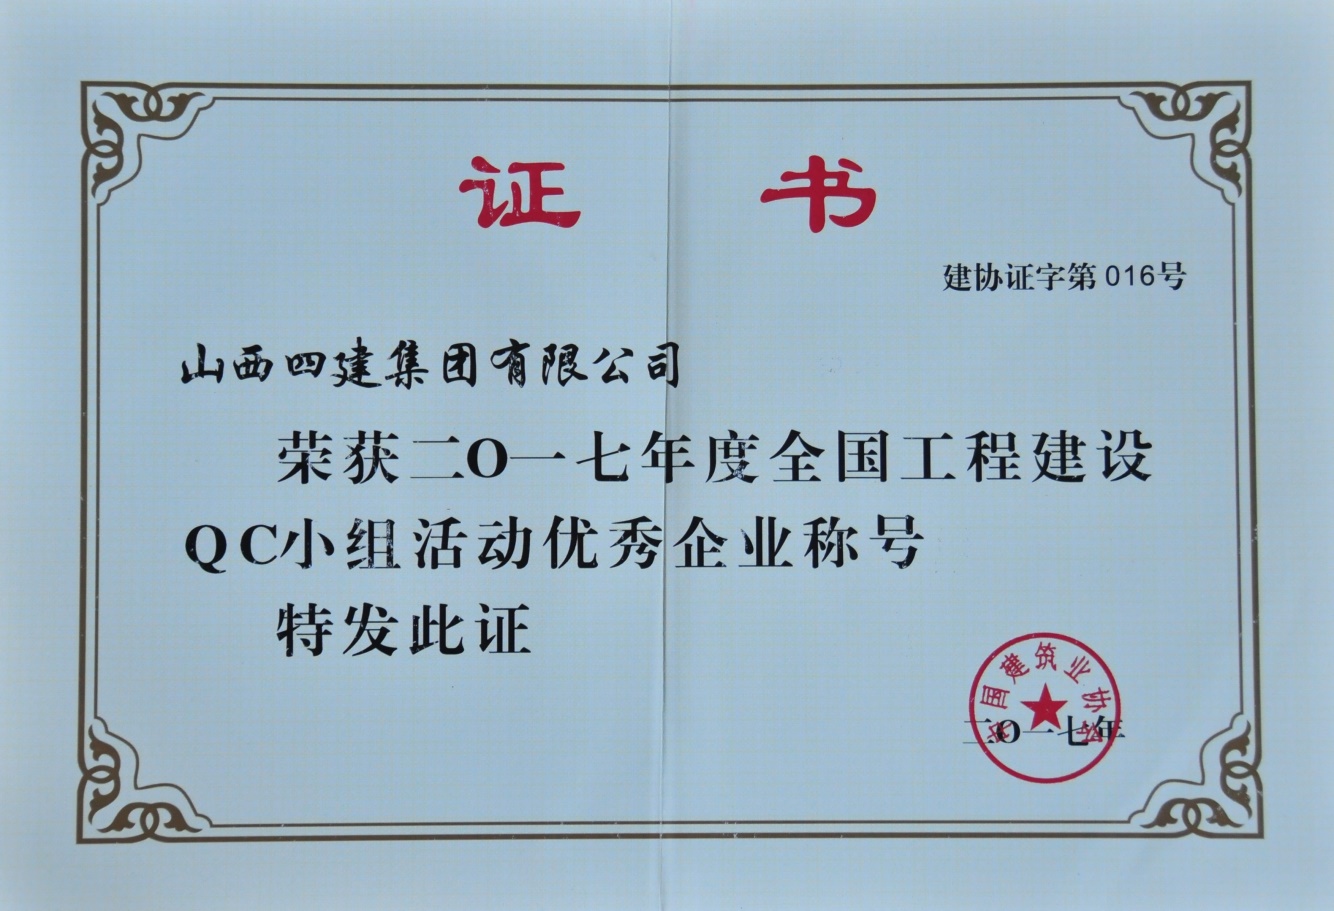 证书
建协证字第016号
山西四建集团有限公司
荣获二O一七年度全国工程建设
QC小组活动优秀企业称号
特发此证
中国建筑业协会
二O一七年